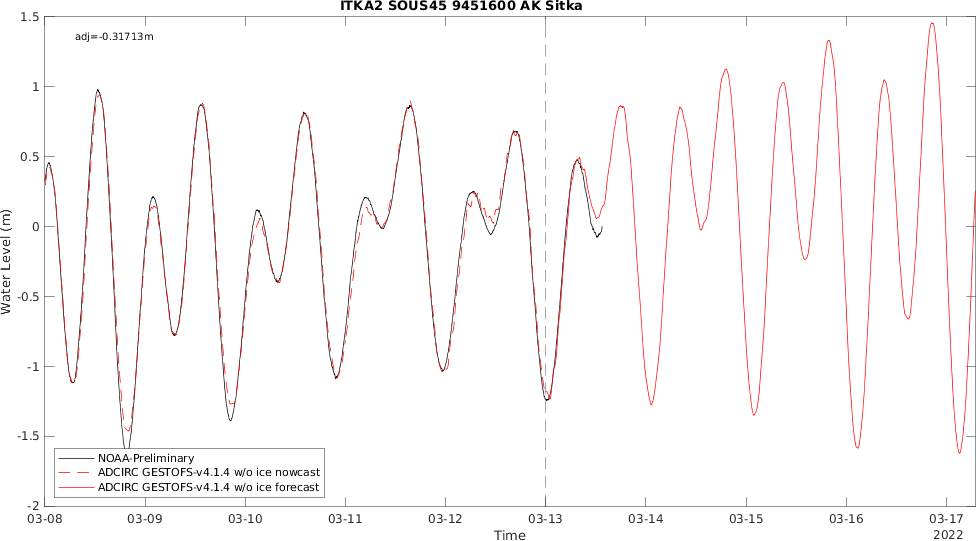 ITKA2 SOUS45 9451600 AK Sitka
adj=-0.31713m
1.5
1
0.5
0
-0.5
-1
-1.5
-2
Water Level (m)
NOAA-Preliminary
ADCIRC GESTOFS-v4.1.4 w/o ice nowcast
ADCIRC GESTOFS-v4.1.4 w/o ice forecast
03-08 03-09 03-10 03-11 03-12 03-13 03-14 03-15 03-16 03-17
Time
2022